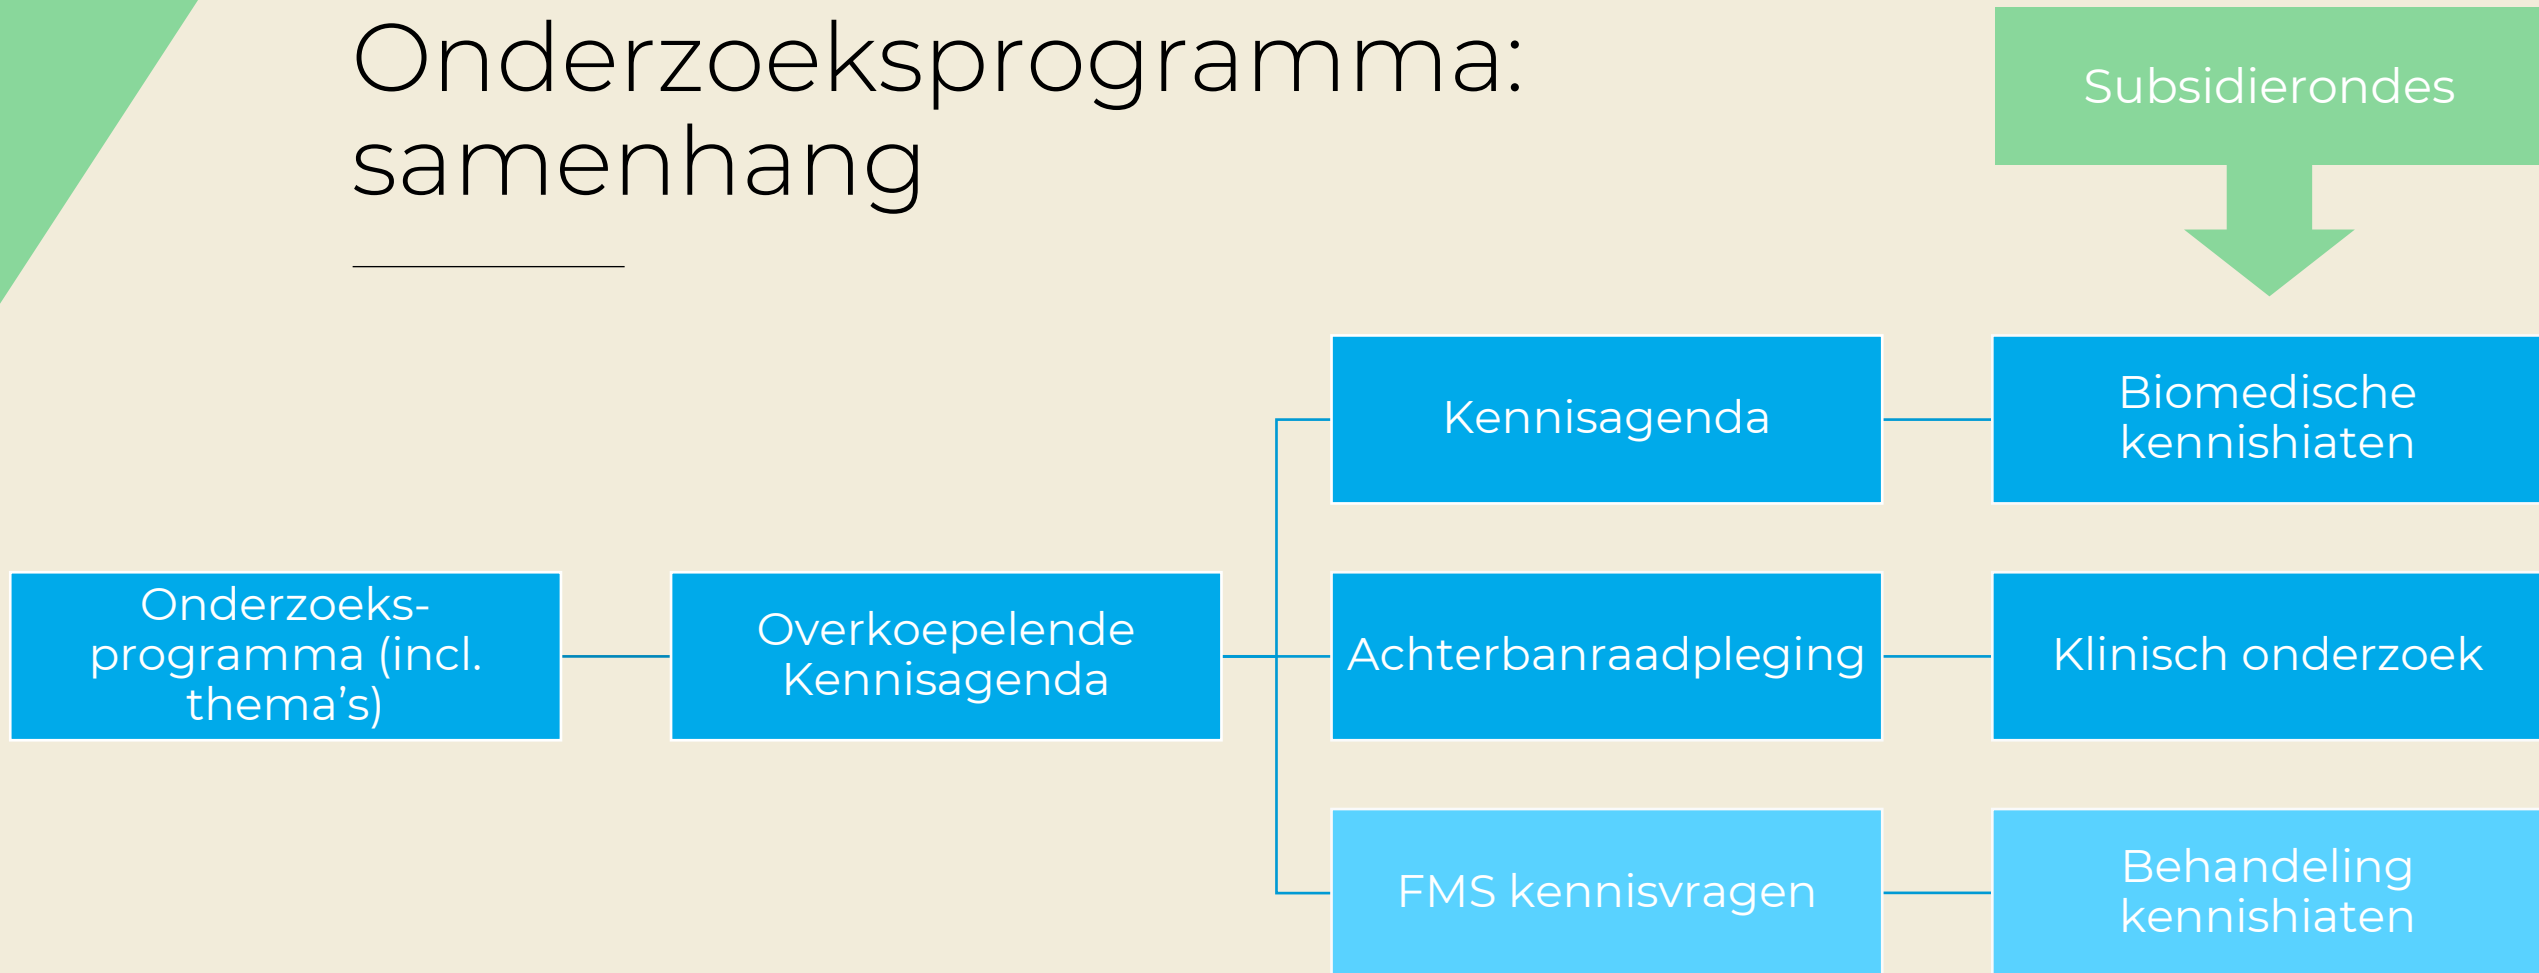 Onderzoeksprogramma:
samenhang
Subsidierondes
Kennisagenda
Biomedische
kennishiaten
Onderzoeks-
programma (incl.
thema’s)
Overkoepelende
Kennisagenda
Achterbanraadpleging
Klinisch onderzoek
FMS kennisvragen
Behandeling
kennishiaten